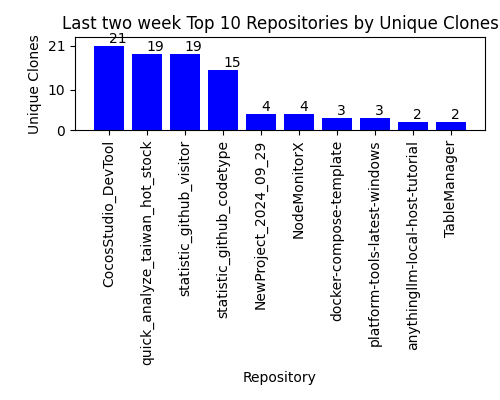 Last two week Top 10 Repositories by Unique Clones
Unique Clones
21
10
0
21
19
19
15
4
4
3
3
2
2
CocosStudio_DevTool
quick_analyze_taiwan_hot_stock
statistic_github_visitor
statistic_github_codetype
NewProject_2024_09_29
NodeMonitorX
docker-compose-template
platform-tools-latest-windows
anythingllm-local-host-tutorial
TableManager
Repository